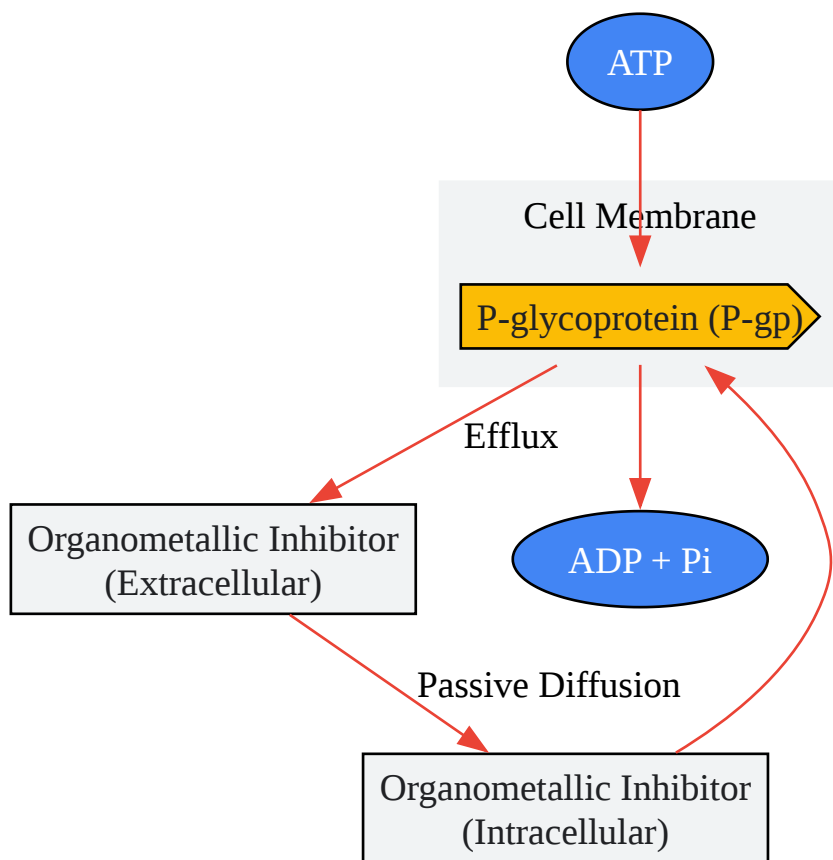 ATP
Cell Membrane
P-glycoprotein (P-gp)
Efflux
Organometallic Inhibitor
(Extracellular)
ADP + Pi
Passive Diffusion
Organometallic Inhibitor
(Intracellular)